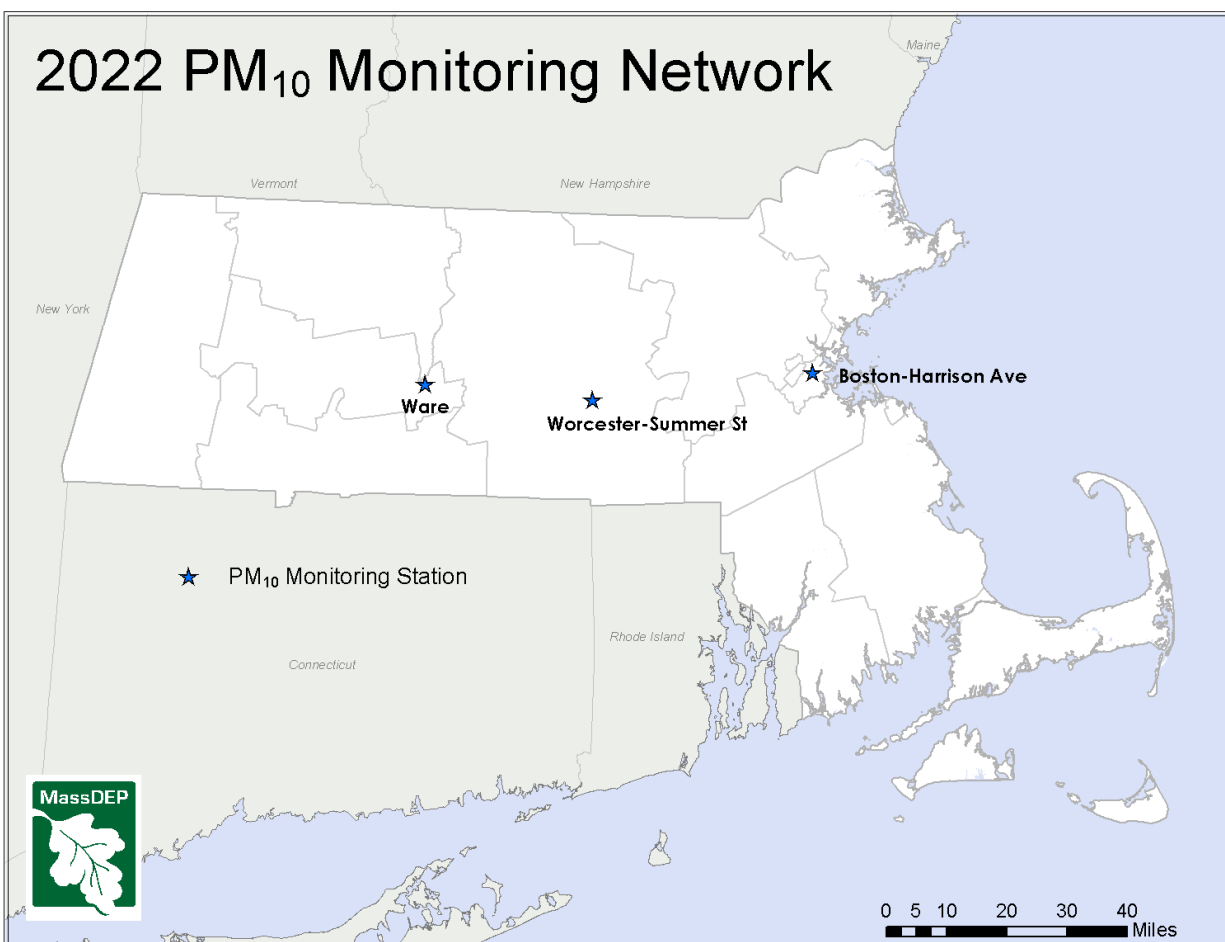 2022 PM₁₀ Monitoring Network
Maine
Vermont
New Hampshire
New York
Boston-Harrison Ave
Ware
Worcester-Summer St
PM₁₀ Monitoring Station
Rhode Island
Connecticut
MassDEP
0 5 10 20 30 40
Miles